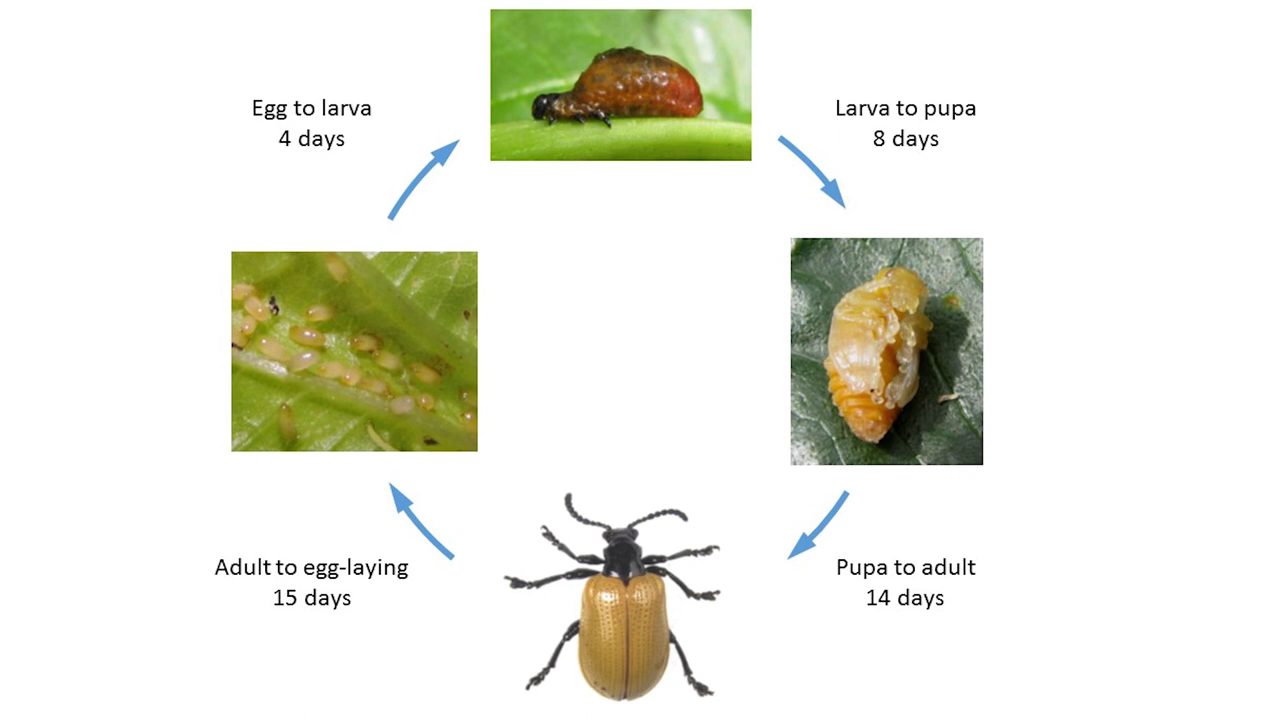 Egg to larva
4 days
Larva to pupa
8 days
Adult to egg-laying
15 days
Pupa to adult
14 days